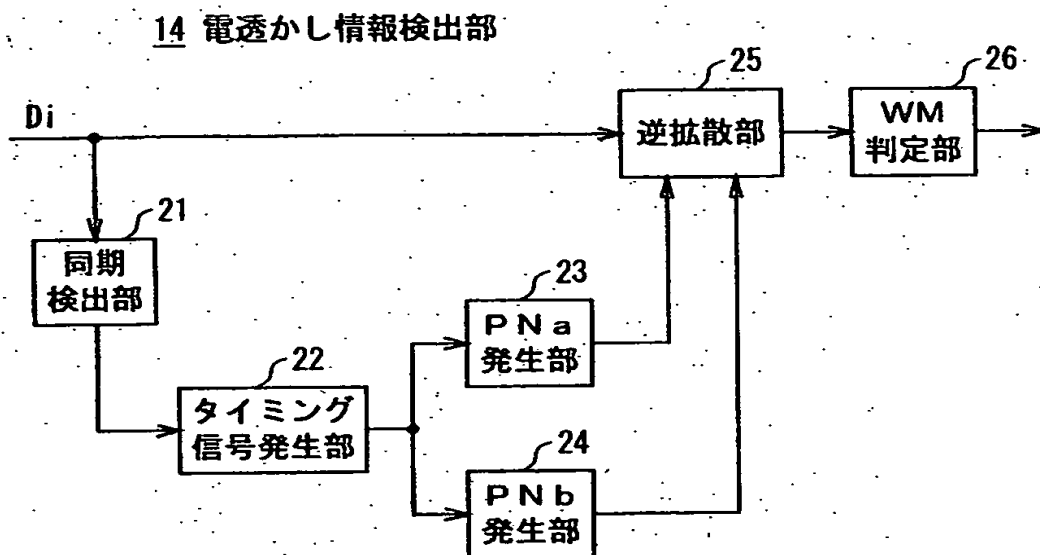 14 電透かし情報検出部
Di
25
逆拡散部
26
WM
判定部
21
同期
検出部
22
タイミング
信号発生部
23
PNa
発生部
24
PNb
発生部